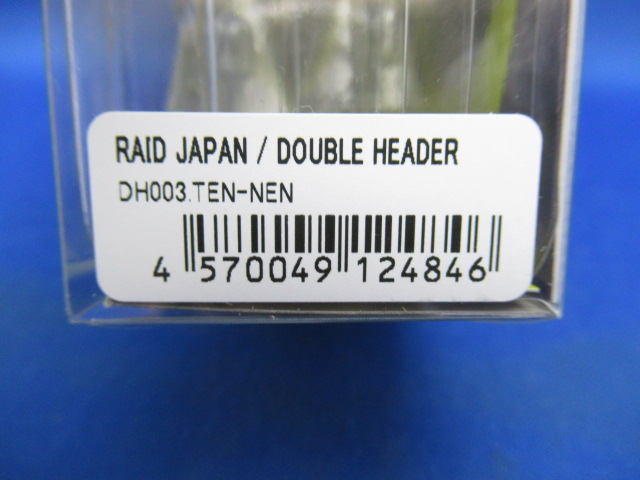 RAID JAPAN / DOUBLE HEADER
DH003.TEN-NEN
4 570049 124846